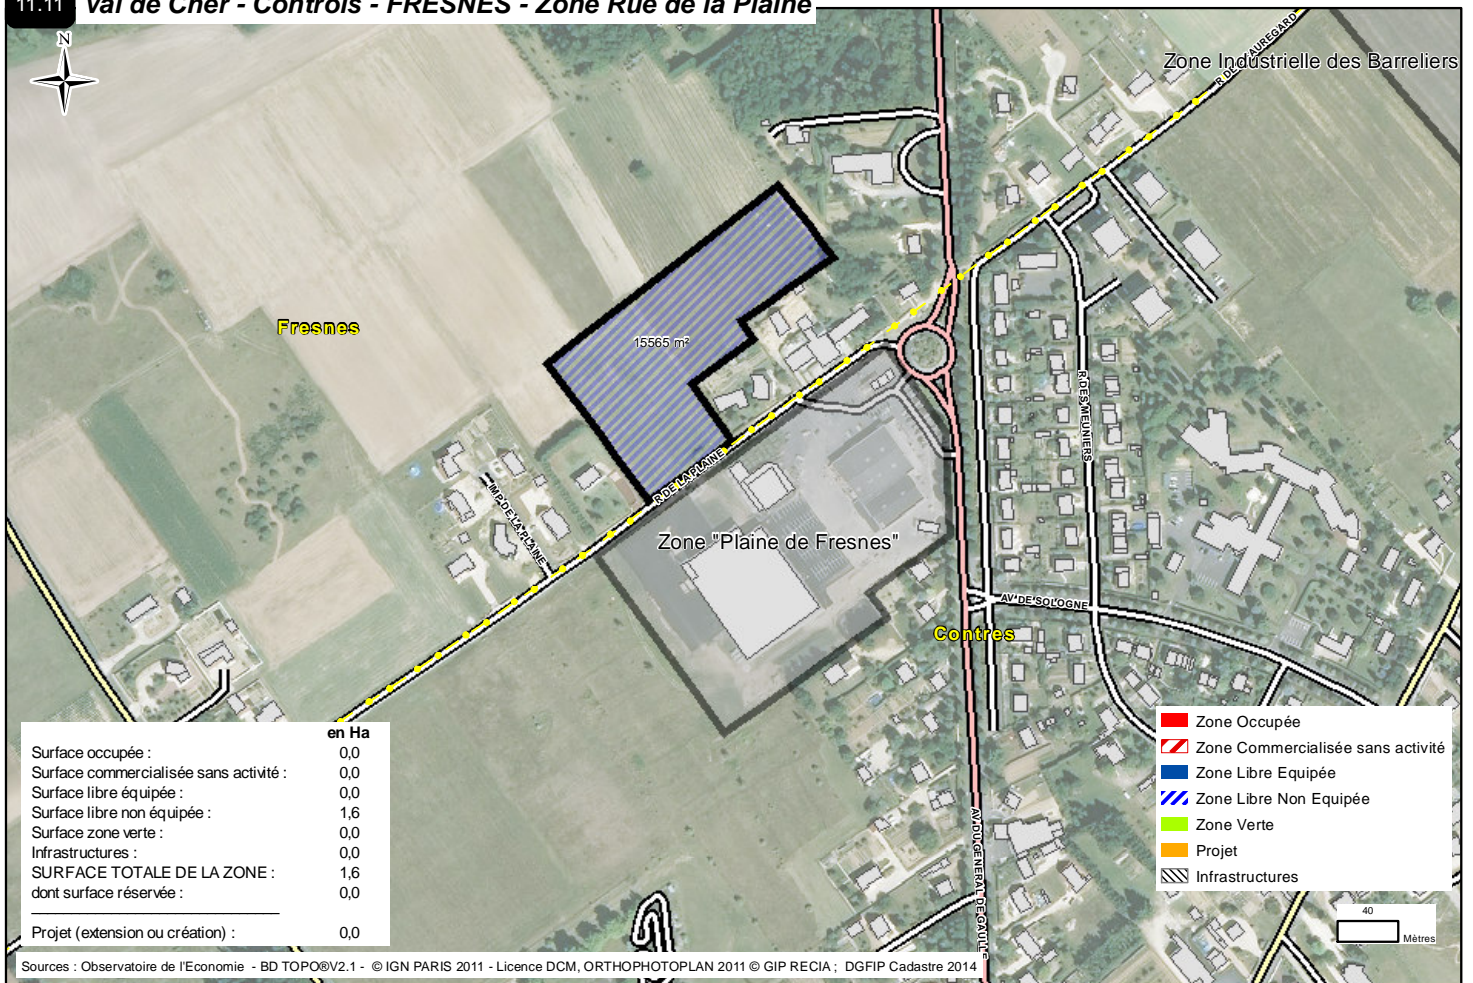 11.11 Val de Cher - Controis - FRESNES - Zone Rue de la Plaine
N
Zone Industrielle des Barreliers
R DE BEAUREGARD
Fresnes
15565 m²
R DES MEUNIERS
R DE LA PLAINE
IMP DE LA PLAINE
Zone "Plaine de Fresnes"
AV DE SOLOGNE
Contres
AV DU GENERAL DE GAULLE
en Ha
Surface occupée : 0,0
Surface commercialisée sans activité : 0,0
Surface libre équipée : 0,0
Surface libre non équipée : 1,6
Surface zone verte : 0,0
Infrastructures : 0,0
SURFACE TOTALE DE LA ZONE : 1,6
dont surface réservée : 0,0
Projet (extension ou création) : 0,0
Zone Occupée
Zone Commercialisée sans activité
Zone Libre Equipée
Zone Libre Non Equipée
Zone Verte
Projet
Infrastructures
40
Mètres
Sources : Observatoire de l'Economie - BD TOPO®V2.1 - © IGN PARIS 2011 - Licence DCM, ORTHOPHOTOPLAN 2011 © GIP RECIA ; DGFIP Cadastre 2014